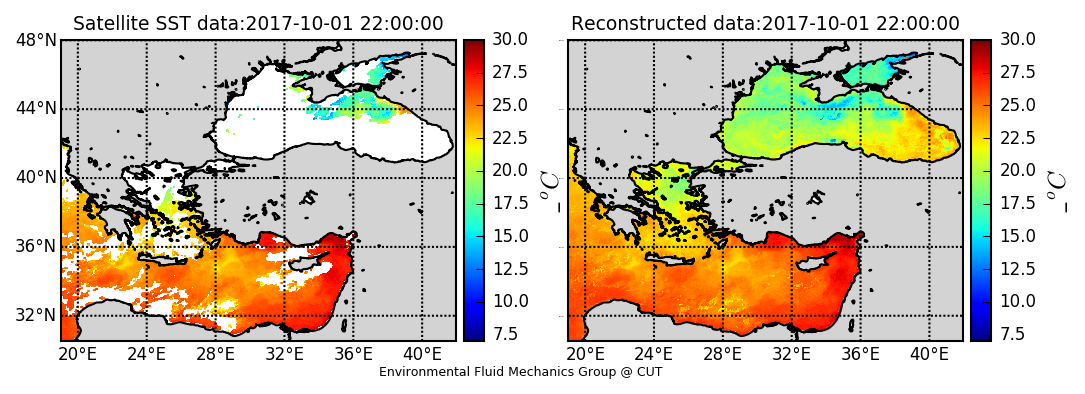 Satellite SST data:2017-10-01 22:00:00
48°N
44°N
40°N
36°N
32°N
20°E 24°E 28°E 32°E 36°E 40°E
30.0
27.5
25.0
22.5
20.0
17.5
15.0
12.5
10.0
7.5
_°C
Reconstructed data:2017-10-01 22:00:00
20°E 24°E 28°E 32°E 36°E 40°E
30.0
27.5
25.0
22.5
20.0
17.5
15.0
12.5
10.0
7.5
_°C
Environmental Fluid Mechanics Group @ CUT